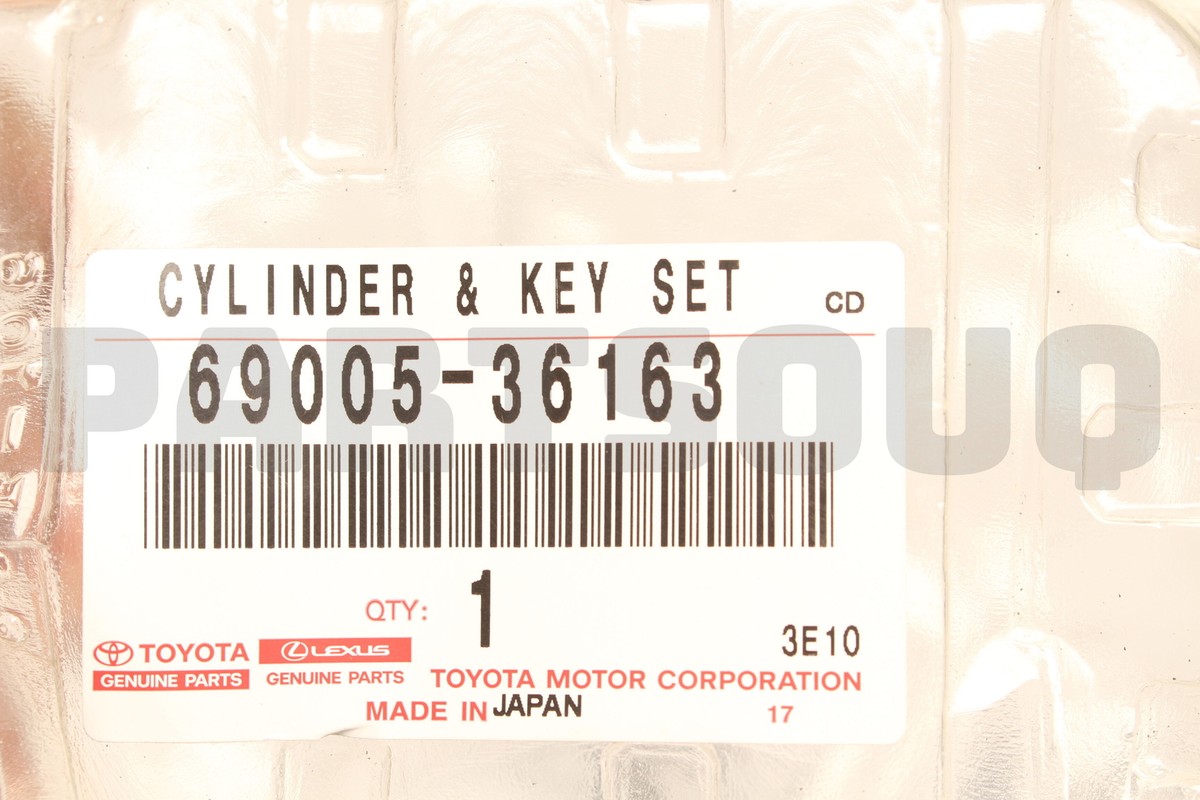 CYLINDER & KEY SET CD
69005-36163
PARTSOUQ
QTY: 1
3E10
TOYOTA LEXUS
GENUINE PARTS GENUINE PARTS TOYOTA MOTOR CORPORATION
MADE IN JAPAN 17